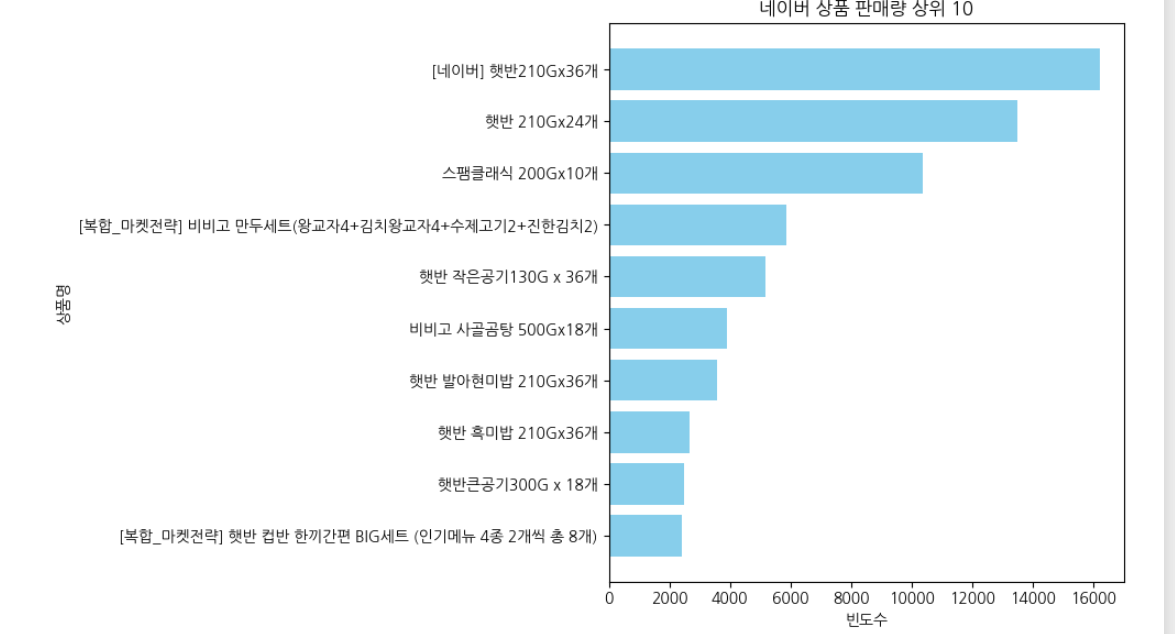 네이버 상품 판매량 상위 10
[네이버] 햇반210Gx36개
햇반 210Gx24개
스팸클래식 200Gx10개
[복합_마켓전략] 비비고 만두세트(왕교자4+김치왕교자4+수제고기2+진한김치2)
햇반 작은공기130G x 36개
비비고 사골곰탕 500Gx18개
햇반 발아현미밥 210Gx36개
햇반 흑미밥 210Gx36개
햇반큰공기300G x 18개
[복합_마켓전략] 햇반 컵반 한끼간편 BIG세트 (인기메뉴 4종 2개씩 총 8개)
상품명
0 2000 4000 6000 8000 10000 12000 14000 16000
빈도수